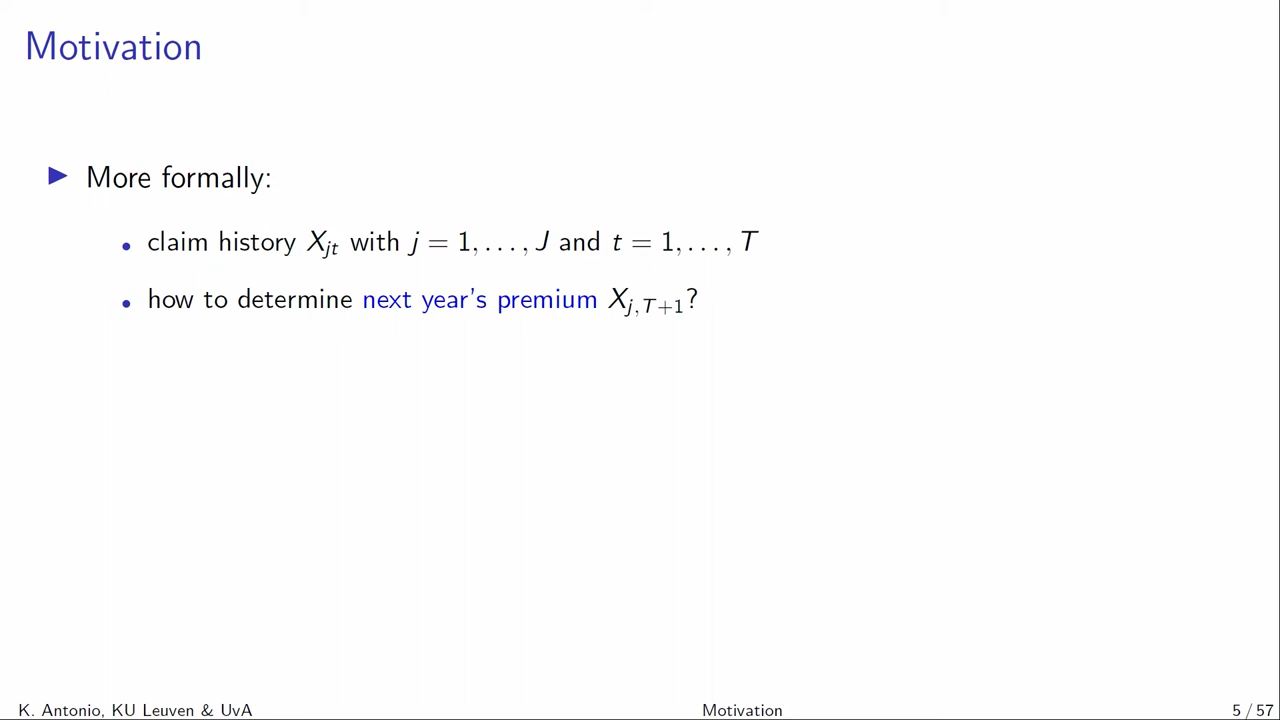 Motivation
▶ More formally:
• claim history X_{jt} with j = 1, . . . , J and t = 1, . . . , T
• how to determine next year's premium X_{j,T+1}?
K. Antonio, KU Leuven & UvA Motivation 5 / 57